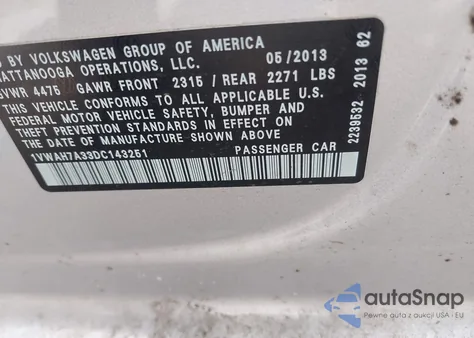 D BY VOLKSWAGEN GROUP OF AMERICA
ATTANOOGA OPERATIONS, LLC. 05/2013
GVWR 4475 GAWR FRONT 2315 / REAR 2271 LBS
THIS VEHICLE CONFORMS TO ALL APPLICABLE U.S.
FEDERAL MOTOR VEHICLE SAFETY, BUMPER AND
THEFT PREVENTION STANDARDS IN EFFECT ON
THE DATE OF MANUFACTURE SHOWN ABOVE.
1VWAH7A33DC143251 PASSENGER CAR
2239532 2013 62
autoSnap
Pewne auta z aukcji USA - EU